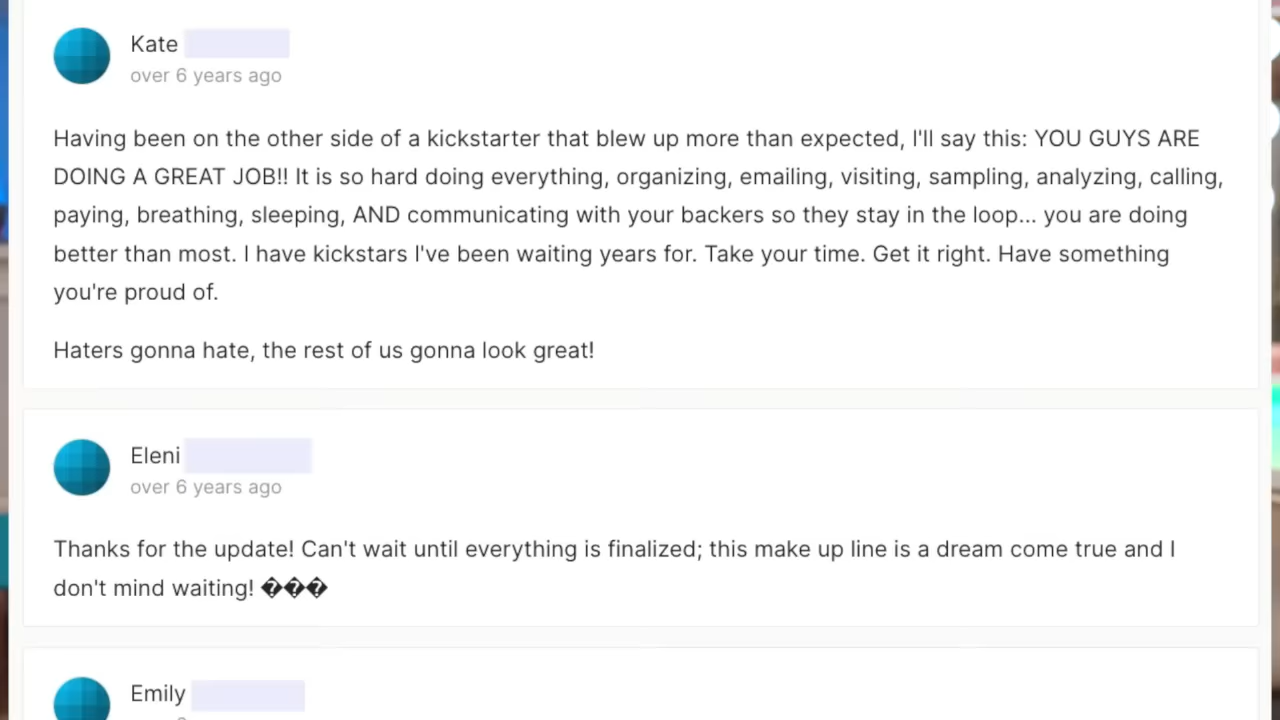 Kate
over 6 years ago
Having been on the other side of a kickstarter that blew up more than expected, I'll say this: YOU GUYS ARE
DOING A GREAT JOB!! It is so hard doing everything, organizing, emailing, visiting, sampling, analyzing, calling,
paying, breathing, sleeping, AND communicating with your backers so they stay in the loop... you are doing
better than most. I have kickstars I've been waiting years for. Take your time. Get it right. Have something
you're proud of.
Haters gonna hate, the rest of us gonna look great!
Eleni
over 6 years ago
Thanks for the update! Can't wait until everything is finalized; this make up line is a dream come true and I
don't mind waiting! ���
Emily